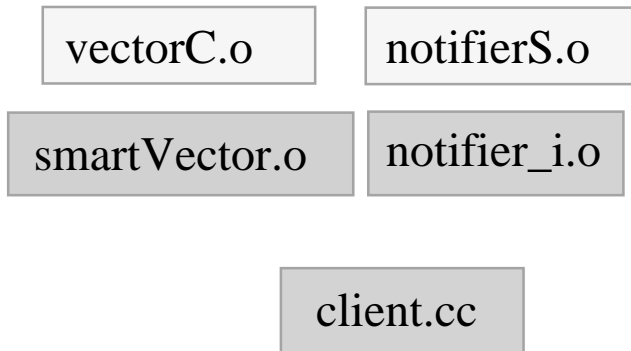 vectorC.o
notifierS.o
smartVector.o
notifier_i.o
client.cc